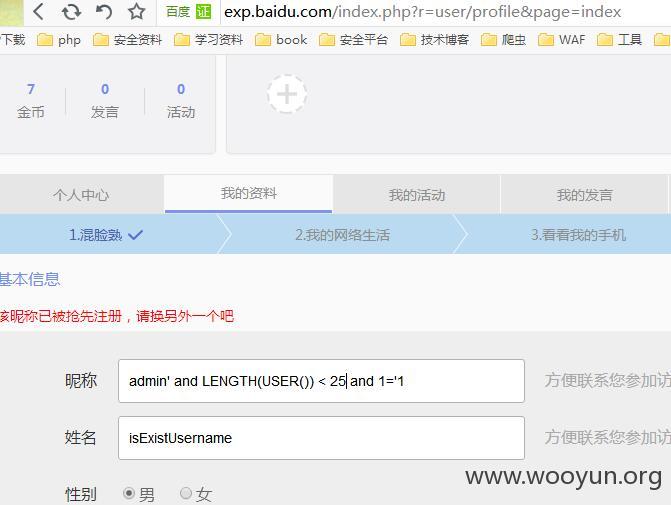 百度 证 exp.baidu.com/index.php?r=user/profile&page=index
下载 php 安全资料 学习资料 book 安全平台 技术博客 爬虫 WAF 工具
7 0 0
金币 发言 活动
个人中心 我的资料 我的活动 我的发言
1.混脸熟 2.我的网络生活 3.看看我的手机
基本信息
该昵称已被抢先注册，请换另外一个吧
昵称 admin' and LENGTH(USER()) < 25 and 1='1 方便联系您参加访
姓名 isExistUsername 方便联系您参加访
www.wooyun.org
性别 男 女